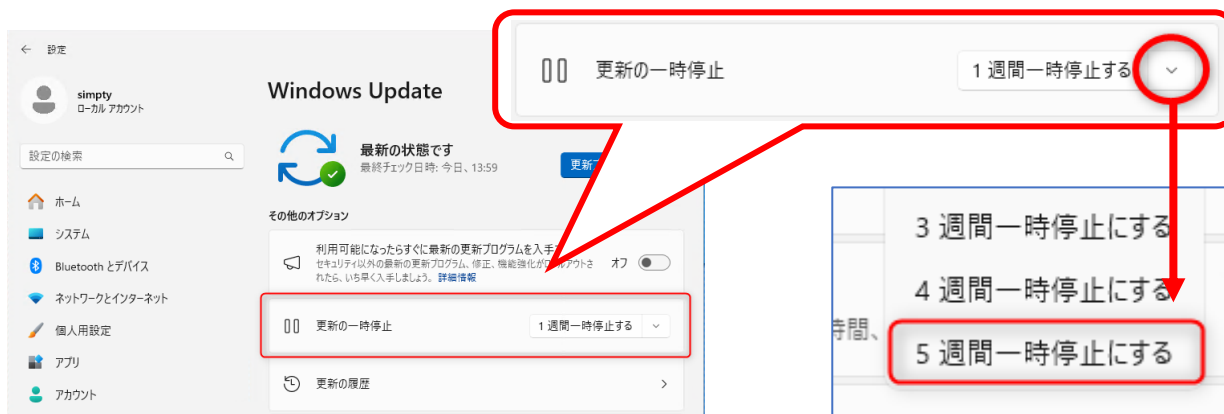 設定
simpty
ローカル アカウント
設定の検索
ホーム
システム
Bluetooth とデバイス
ネットワークとインターネット
個人用設定
アプリ
アカウント
Windows Update
最新の状態です
最終チェック日時: 今日、13:59
更新
その他のオプション
利用可能になったらすぐに最新の更新プログラムを入手
セキュリティ以外の最新の更新プログラム、修正、機能強化が
れたら、いち早く入手しましょう。 詳細情報
オフ
更新の一時停止
1 週間一時停止する
更新の履歴
更新の一時停止
1 週間一時停止する
3 週間一時停止にする
4 週間一時停止にする
時間、
5 週間一時停止にする